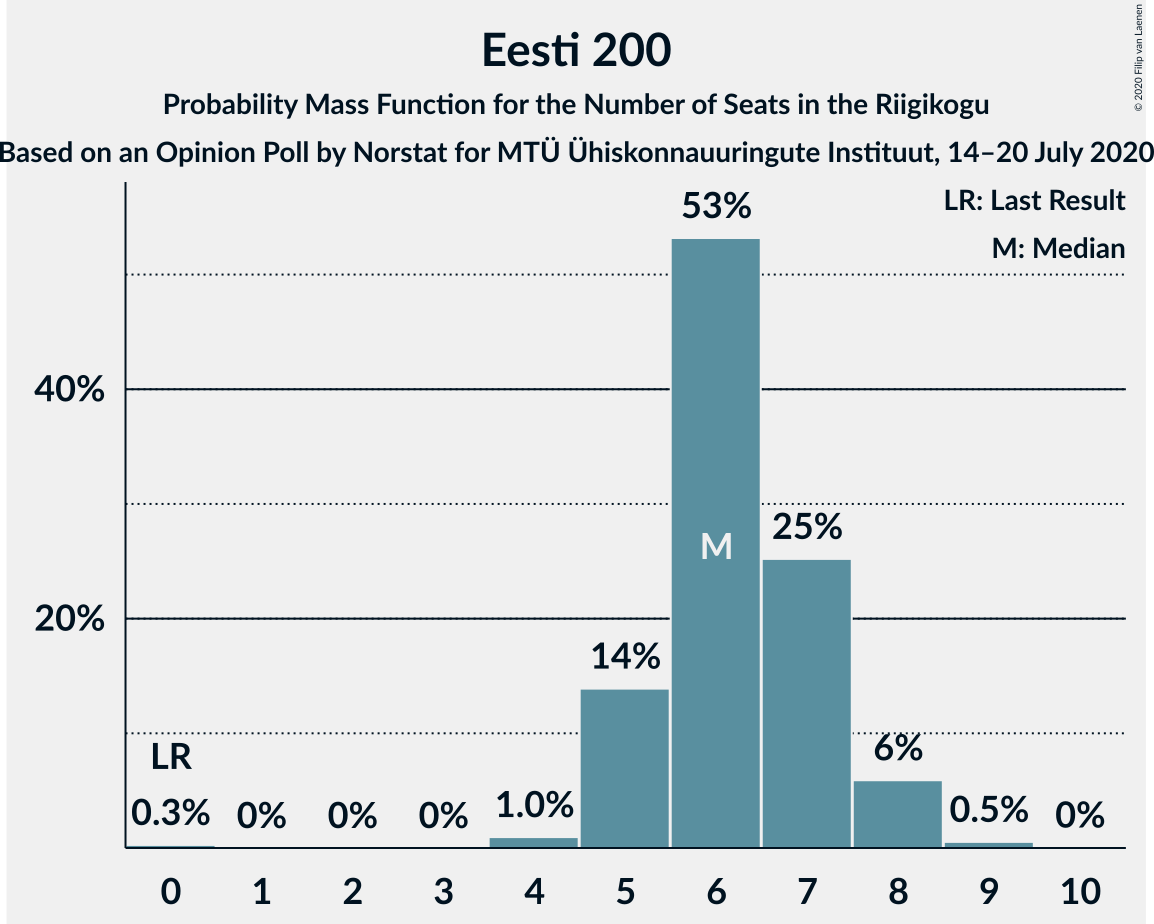 Eesti 200
Probability Mass Function for the Number of Seats in the Riigikogu
Based on an Opinion Poll by Norstat for MTÜ Ühiskonnauuringute Instituut, 14–20 July 2020
© 2020 Filip van Laenen
LR: Last Result
M: Median
53%
40%
M
25%
20%
14%
LR
6%
0.3% 0% 0% 0% 1.0% 0.5% 0%
0 1 2 3 4 5 6 7 8 9 10